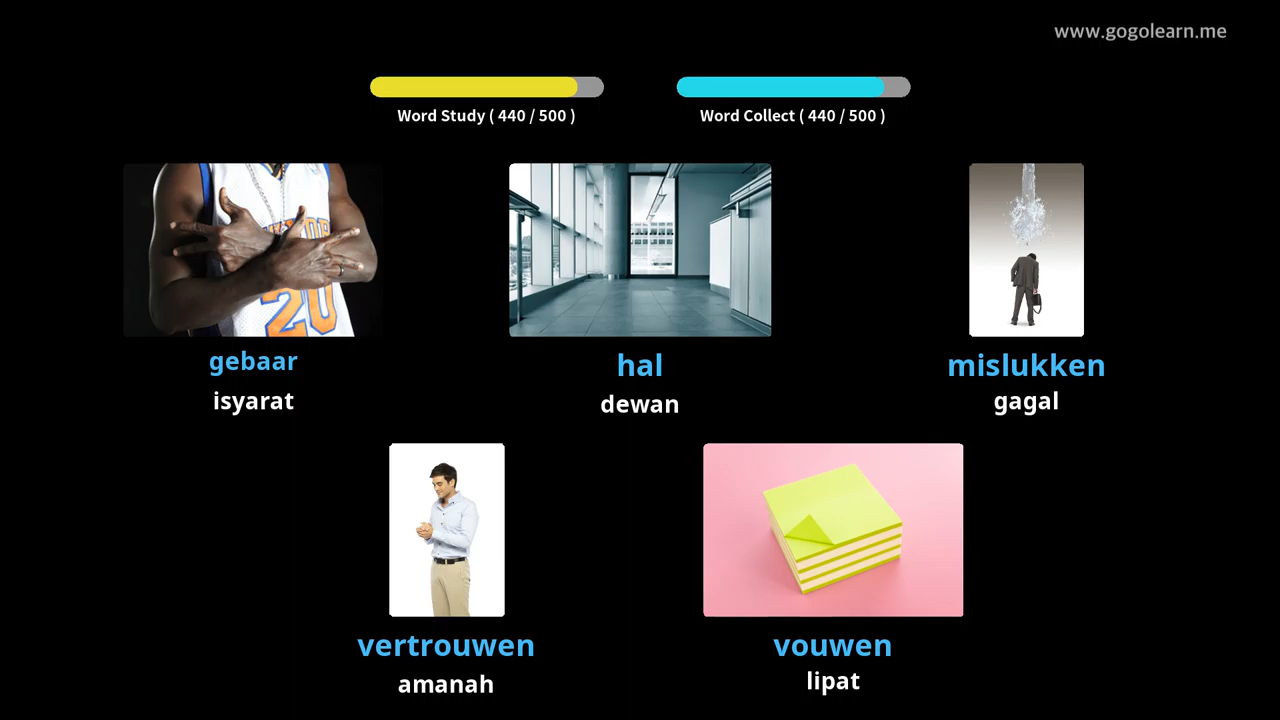 www.gogolearn.me
Word Study ( 440 / 500 )
Word Collect ( 440 / 500 )
20
gebaar
isyarat
hal
dewan
mislukken
gagal
vertrouwen
amanah
vouwen
lipat